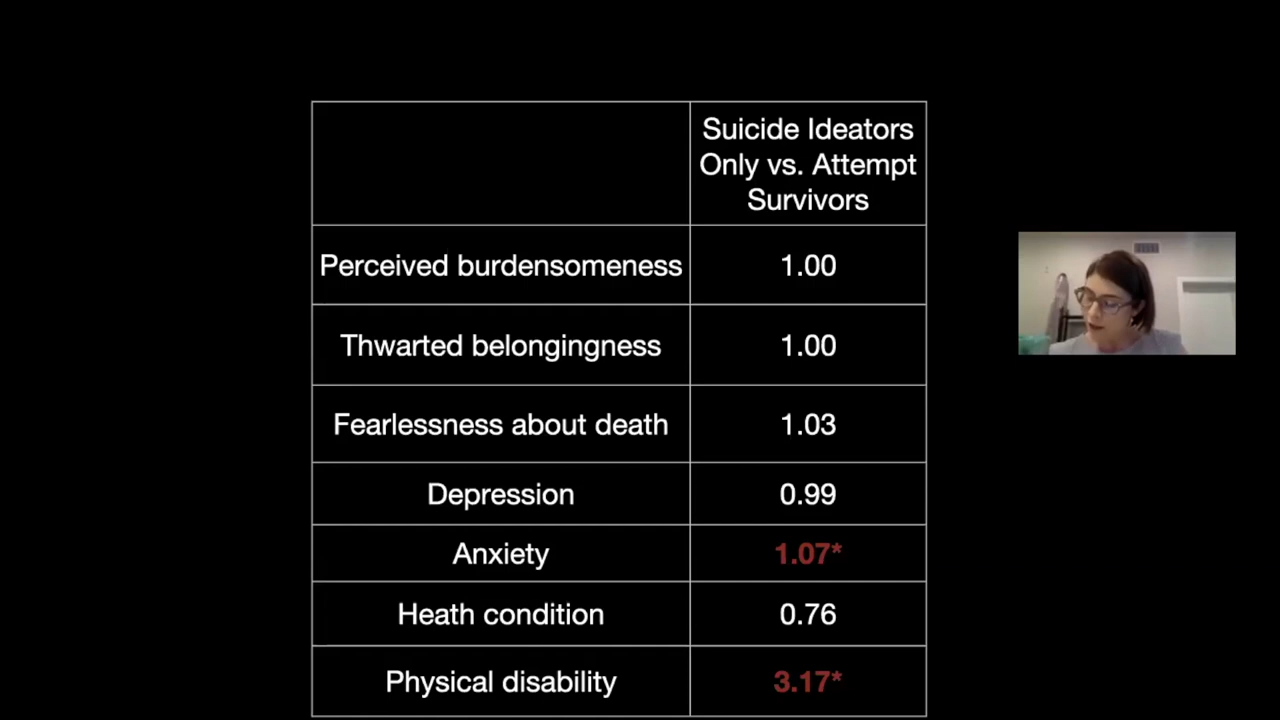 Suicide Ideators
Only vs. Attempt
Survivors
Perceived burdensomeness 1.00
Thwarted belongingness 1.00
Fearlessness about death 1.03
Depression 0.99
Anxiety 1.07*
Heath condition 0.76
Physical disability 3.17*